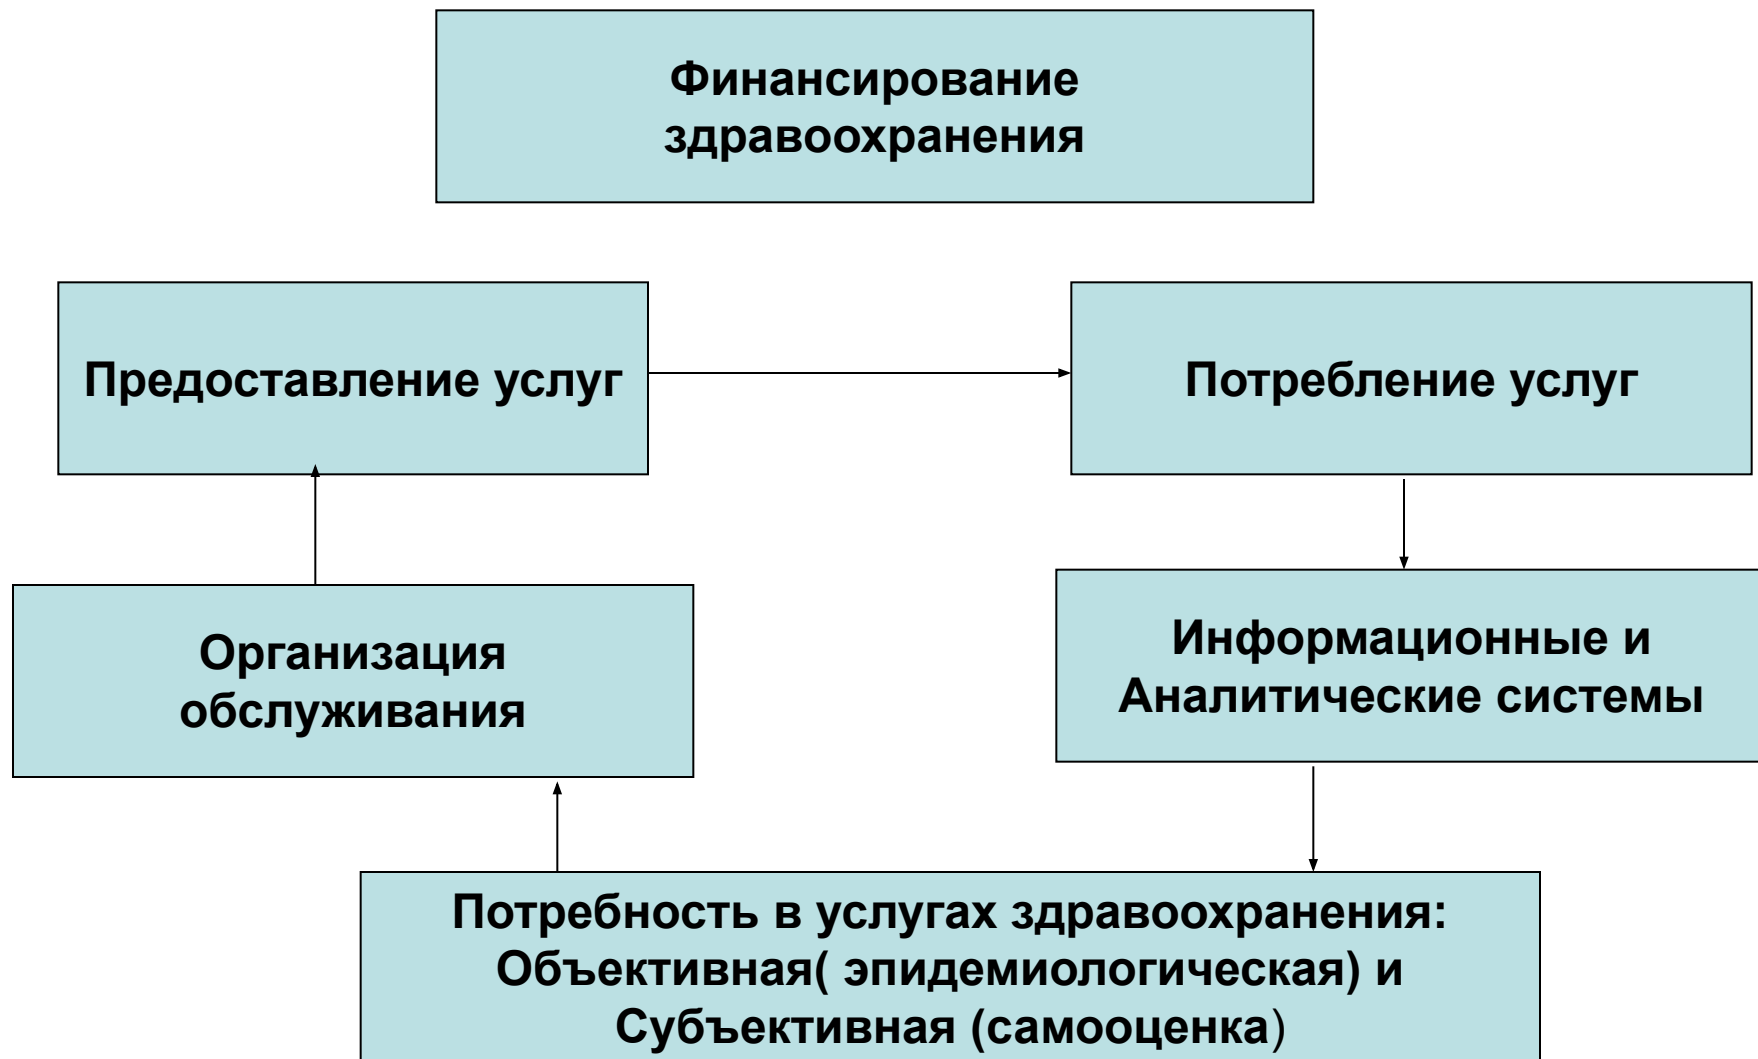 Финансирование
здравоохранения
Предоставление услуг
Потребление услуг
Организация
обслуживания
Информационные и
Аналитические системы
Потребность в услугах здравоохранения:
Объективная( эпидемиологическая) и
Субъективная (самооценка)